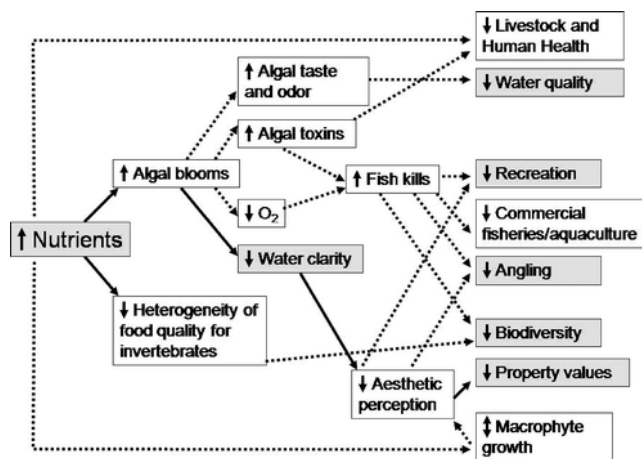 ↓ Livestock and
Human Health
↑ Algal taste
and odor
↓ Water quality
↑ Algal toxins
↑ Algal blooms
↑ Fish kills
↓ Recreation
↓ O₂
↓ Commercial
fisheries/aquaculture
↑ Nutrients
↓ Water clarity
↓ Angling
↓ Heterogeneity of
food quality for
invertebrates
↓ Biodiversity
↓ Aesthetic
perception
↓ Property values
↕ Macrophyte
growth